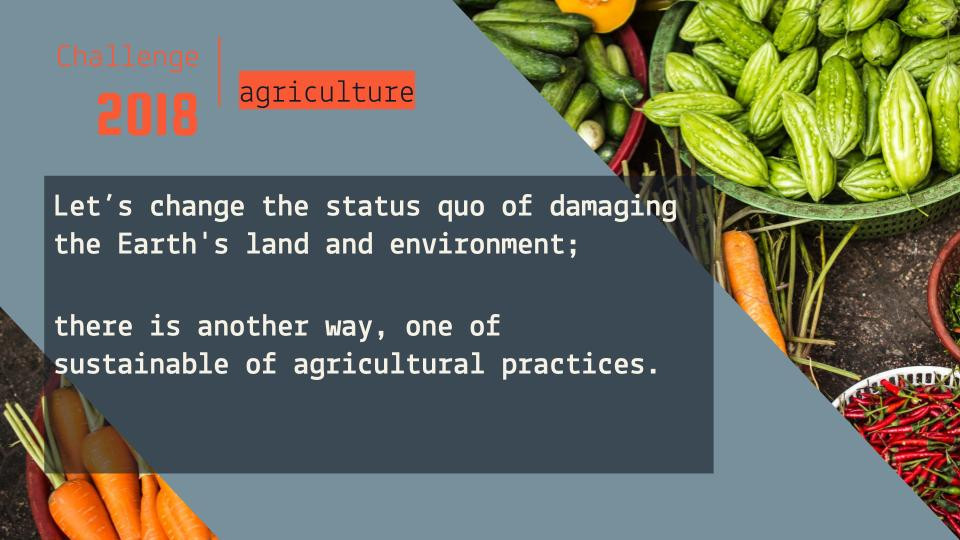 Challenge
2018
agriculture
Let’s change the status quo of damaging
the Earth's land and environment;
there is another way, one of
sustainable of agricultural practices.